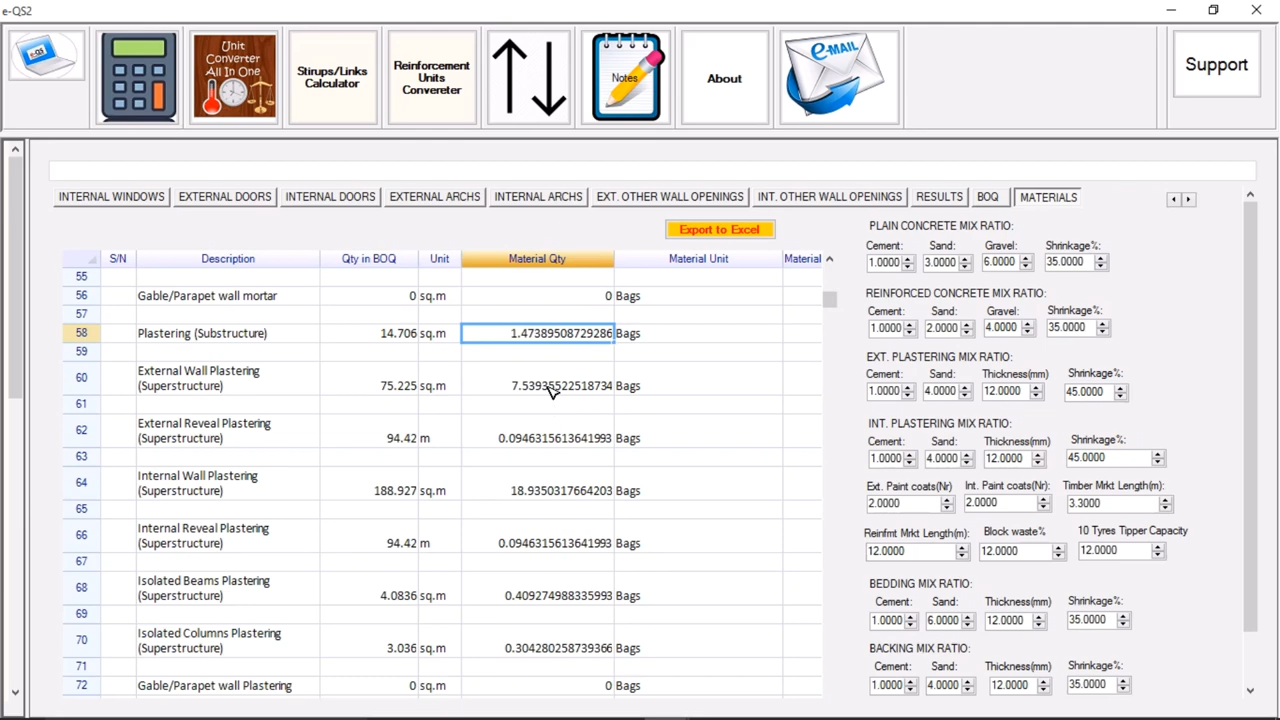 e-QS2
e-QS
Unit
Converter
All In One
Stirups/Links
Calculator
Reinforcement
Units
Convereter
Notes
About
e-MAIL
Support
INTERNAL WINDOWS EXTERNAL DOORS INTERNAL DOORS EXTERNAL ARCHS INTERNAL ARCHS EXT. OTHER WALL OPENINGS INT. OTHER WALL OPENINGS RESULTS BOQ MATERIALS
Export to Excel
S/N Description Qty in BOQ Unit Material Qty Material Unit Material
55
56 Gable/Parapet wall mortar 0 sq.m 0 Bags
57
58 Plastering (Substructure) 14.706 sq.m 1.47389508729286 Bags
59
60 External Wall Plastering
(Superstructure) 75.225 sq.m 7.53935522518734 Bags
61
62 External Reveal Plastering
(Superstructure) 94.42 m 0.0946315613641993 Bags
63
64 Internal Wall Plastering
(Superstructure) 188.927 sq.m 18.9350317664203 Bags
65
66 Internal Reveal Plastering
(Superstructure) 94.42 m 0.0946315613641993 Bags
67
68 Isolated Beams Plastering
(Superstructure) 4.0836 sq.m 0.409274988335993 Bags
69
70 Isolated Columns Plastering
(Superstructure) 3.036 sq.m 0.304280258739366 Bags
71
72 Gable/Parapet wall Plastering 0 sq.m 0 Bags
PLAIN CONCRETE MIX RATIO:
Cement: Sand: Gravel: Shrinkage%:
1.0000 3.0000 6.0000 35.0000
REINFORCED CONCRETE MIX RATIO:
Cement: Sand: Gravel: Shrinkage%:
1.0000 2.0000 4.0000 35.0000
EXT. PLASTERING MIX RATIO:
Cement: Sand: Thickness(mm) Shrinkage%:
1.0000 4.0000 12.0000 45.0000
INT. PLASTERING MIX RATIO:
Cement: Sand: Thickness(mm) Shrinkage%:
1.0000 4.0000 12.0000 45.0000
Ext. Paint coats(Nr) Int. Paint coats(Nr): Timber Mrkt Length(m):
2.0000 2.0000 3.3000
Reinfmt Mrkt Length(m): Block waste% 10 Tyres Tipper Capacity
12.0000 12.0000 12.0000
BEDDING MIX RATIO:
Cement: Sand: Thickness(mm) Shrinkage%:
1.0000 6.0000 12.0000 35.0000
BACKING MIX RATIO:
Cement: Sand: Thickness(mm) Shrinkage%:
1.0000 4.0000 12.0000 35.0000